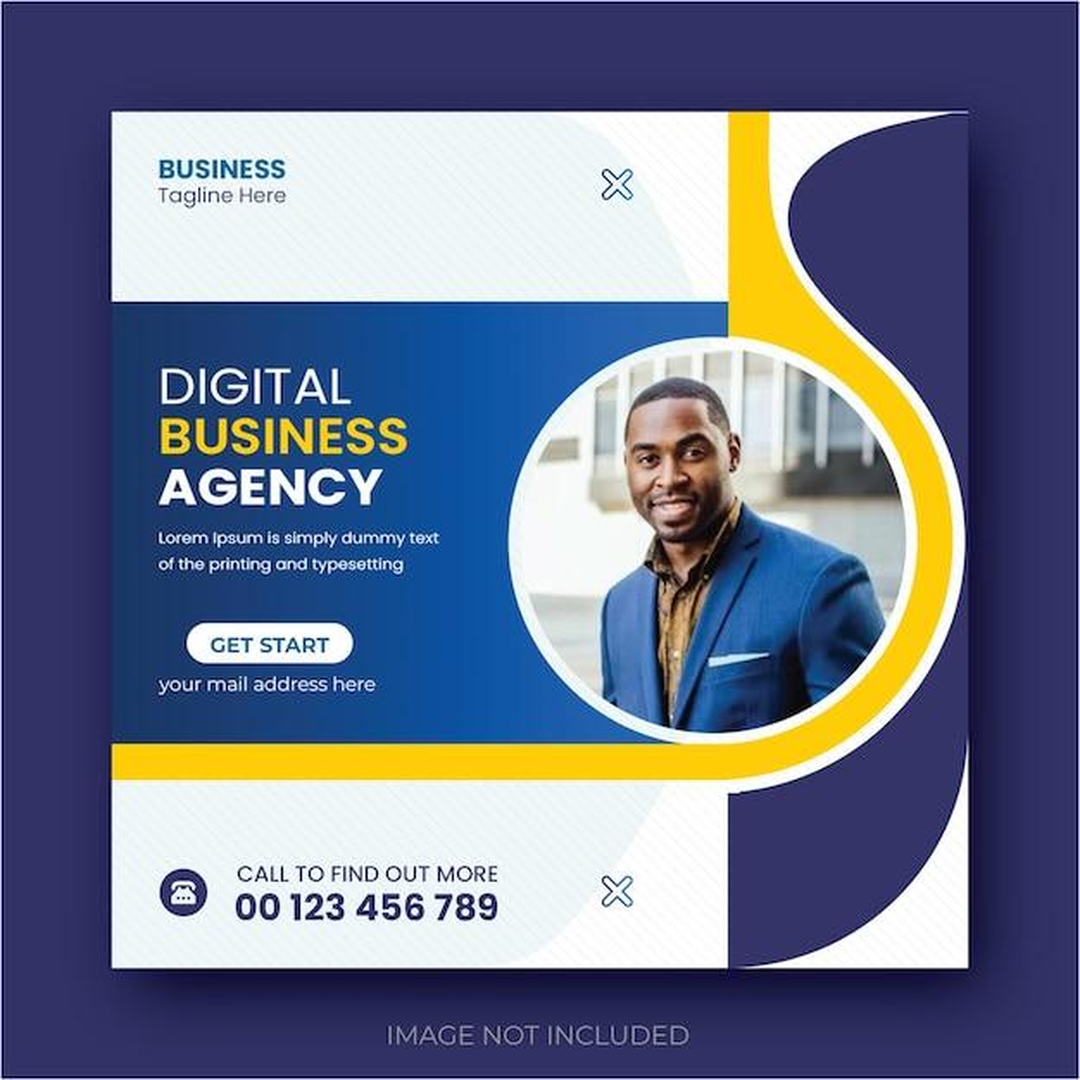 BUSINESS
Tagline Here
DIGITAL
BUSINESS
AGENCY
Lorem Ipsum is simply dummy text
of the printing and typesetting
GET START
your mail address here
CALL TO FIND OUT MORE
00 123 456 789
IMAGE NOT INCLUDED